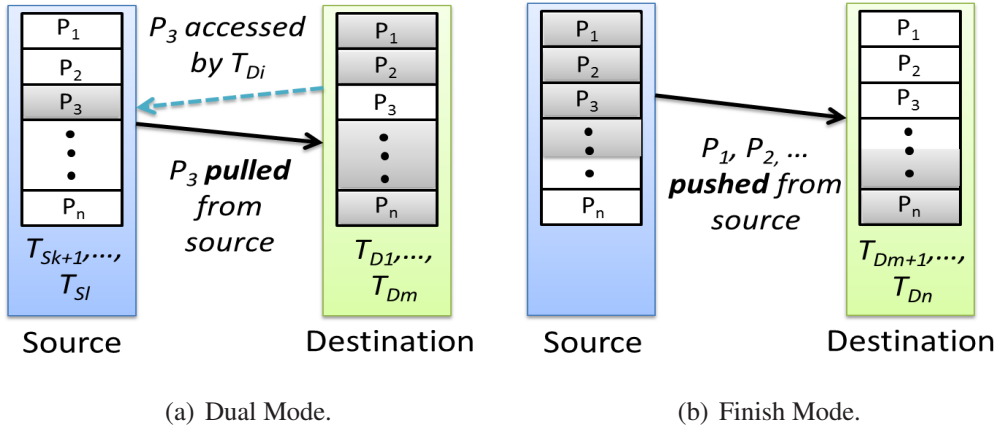 P1
P2
P3
Pn
TSk+1,...,
TSl
Source
P3 accessed
by TDi
P3 pulled
from
source
P1
P2
P3
Pn
TD1,...,
TDm
Destination
(a) Dual Mode.
P1
P2
P3
Pn
Source
P1, P2, ...
pushed from
source
P1
P2
P3
Pn
TDm+1,...,
TDn
Destination
(b) Finish Mode.